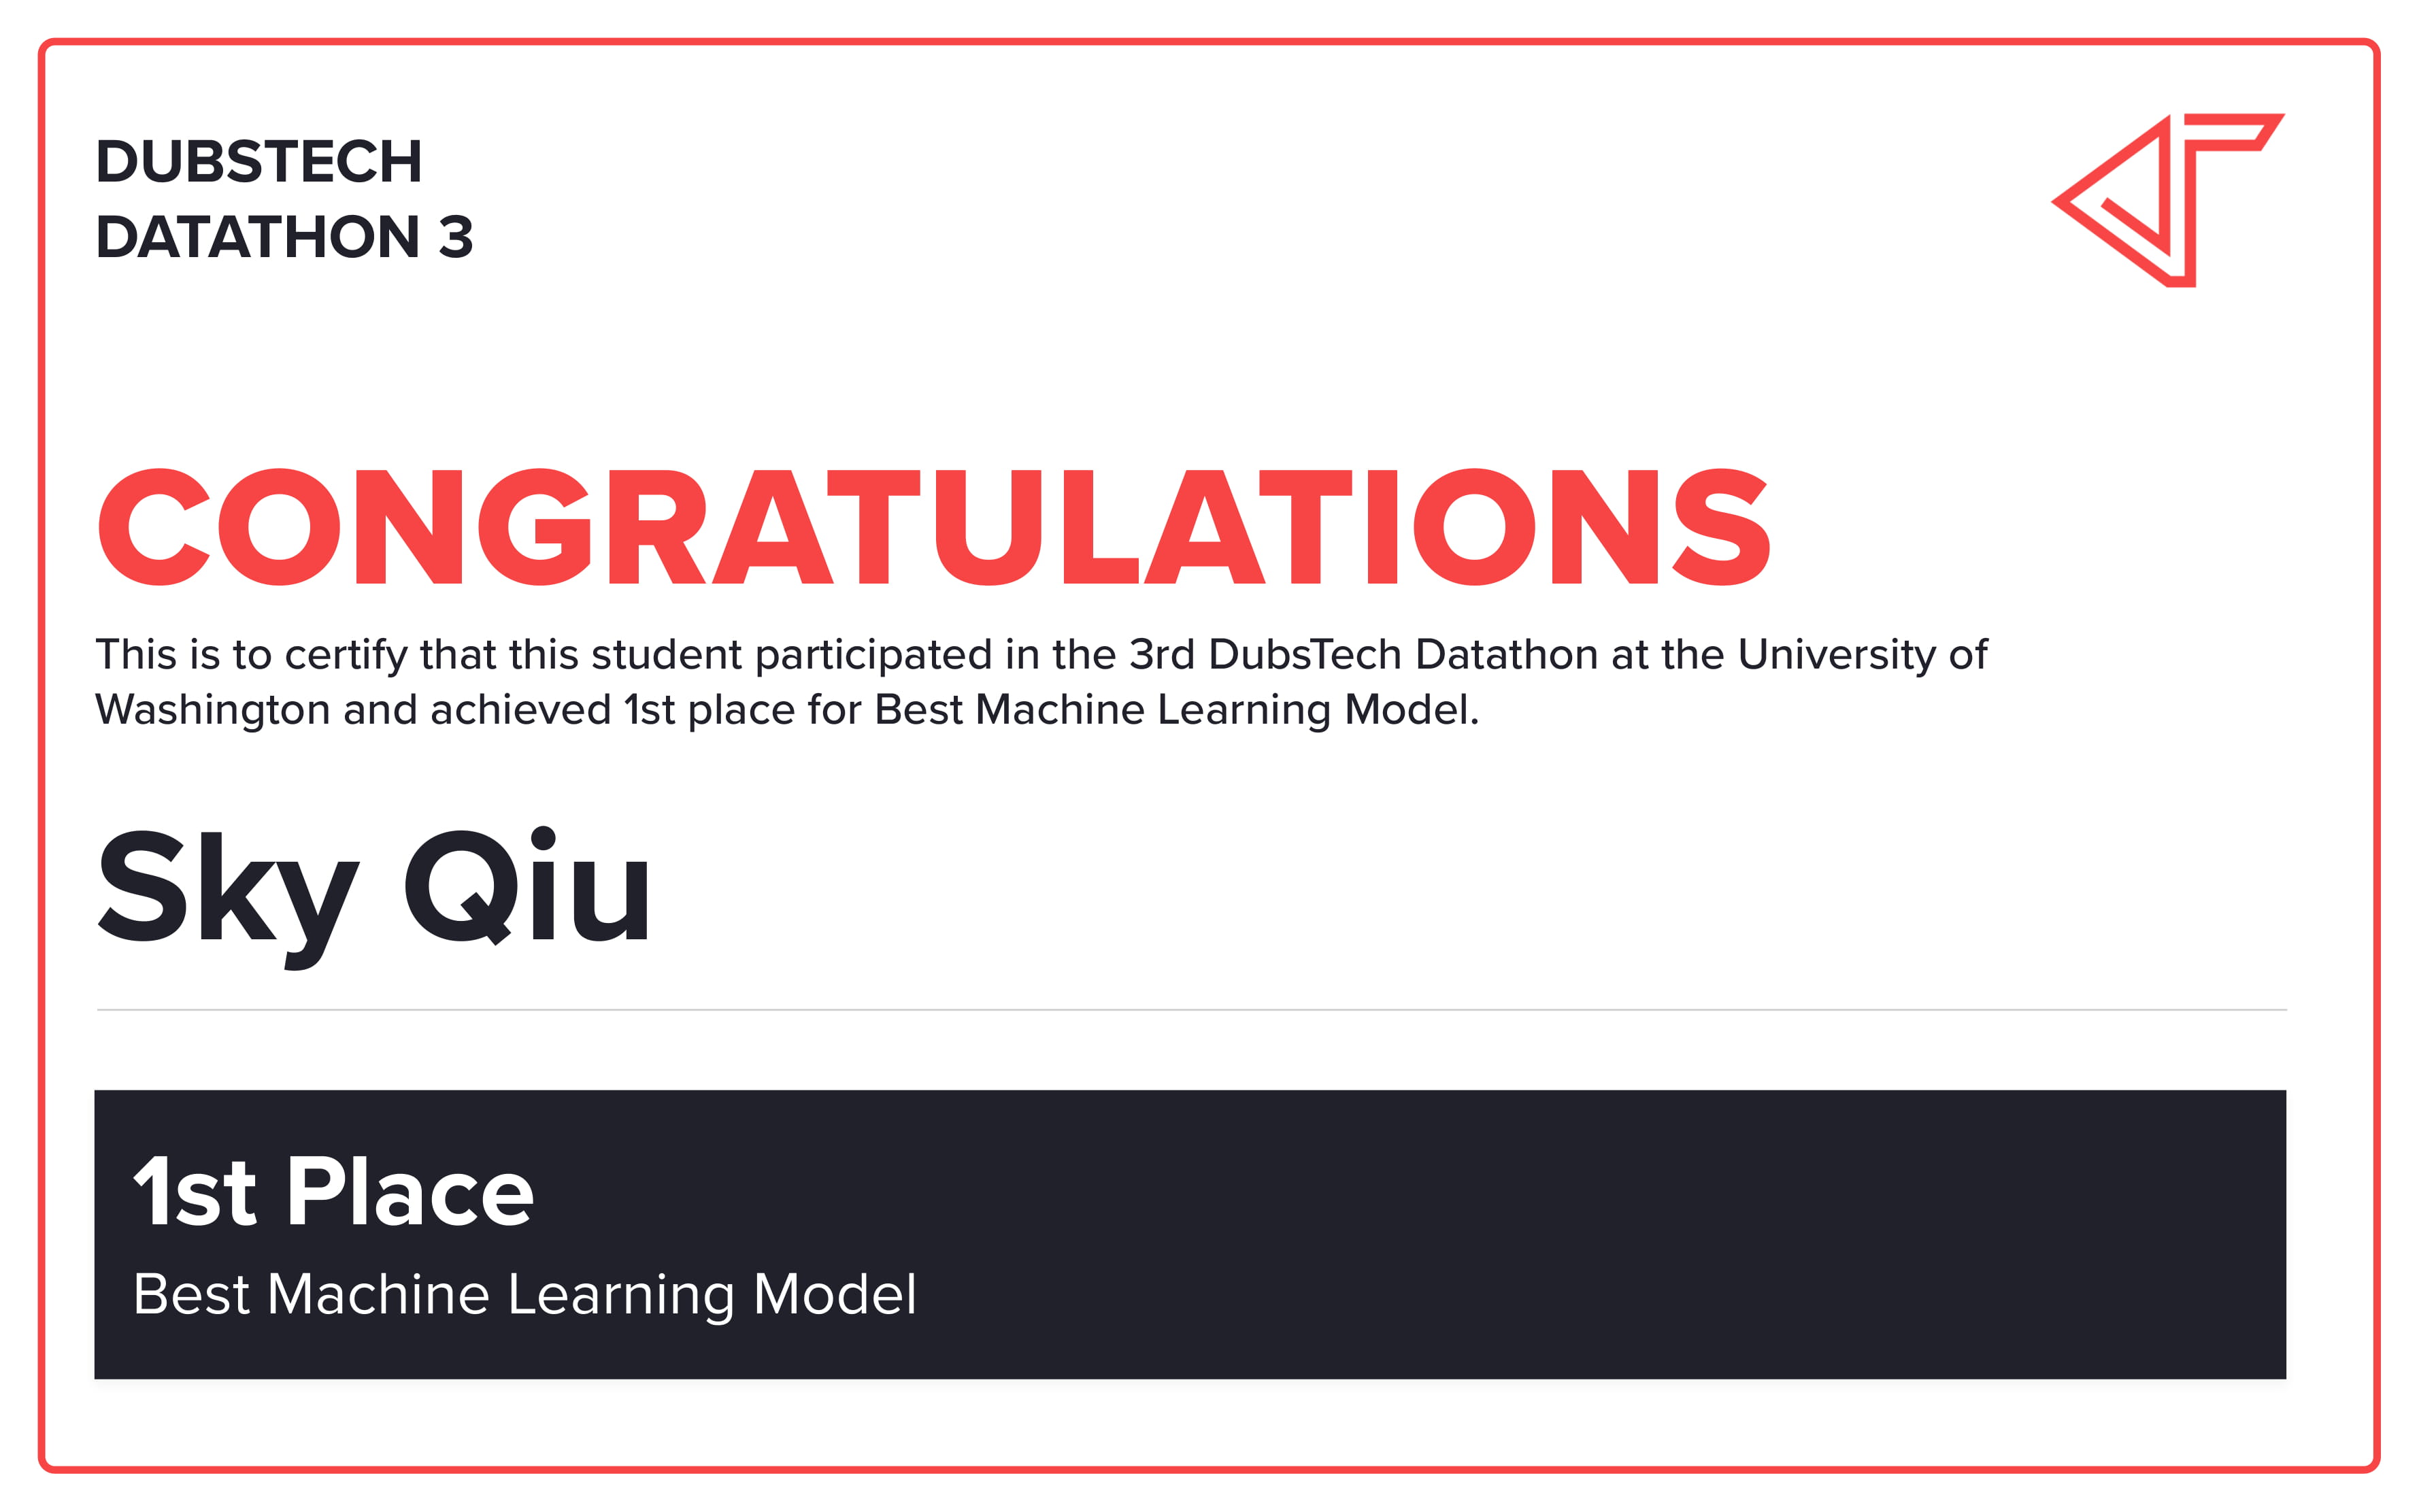 DUBSTECH
DATATHON 3
CONGRATULATIONS
This is to certify that this student participated in the 3rd DubsTech Datathon at the University of
Washington and achieved 1st place for Best Machine Learning Model.
Sky Qiu
1st Place
Best Machine Learning Model